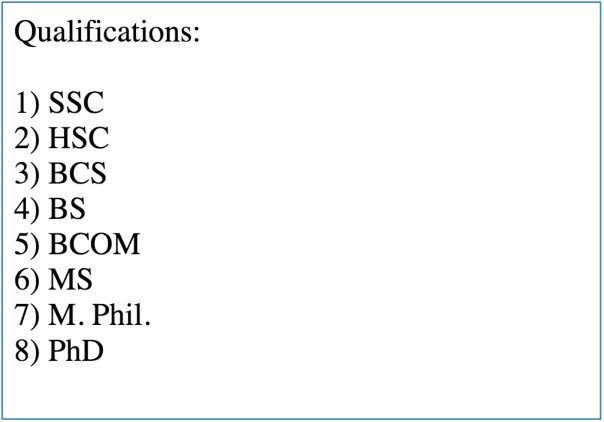 Qualifications:
1) SSC
2) HSC
3) BCS
4) BS
5) BCOM
6) MS
7) M. Phil.
8) PhD